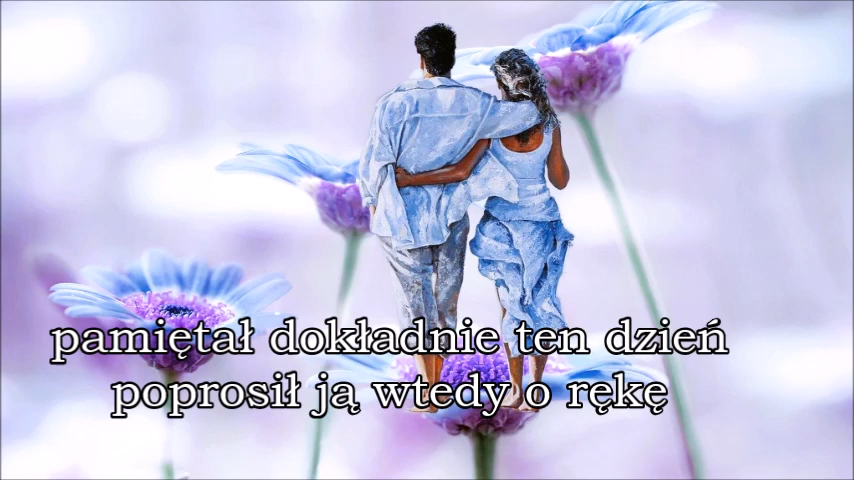 pamiętał dokładnie ten dzień
poprosił ją wtedy o rękę